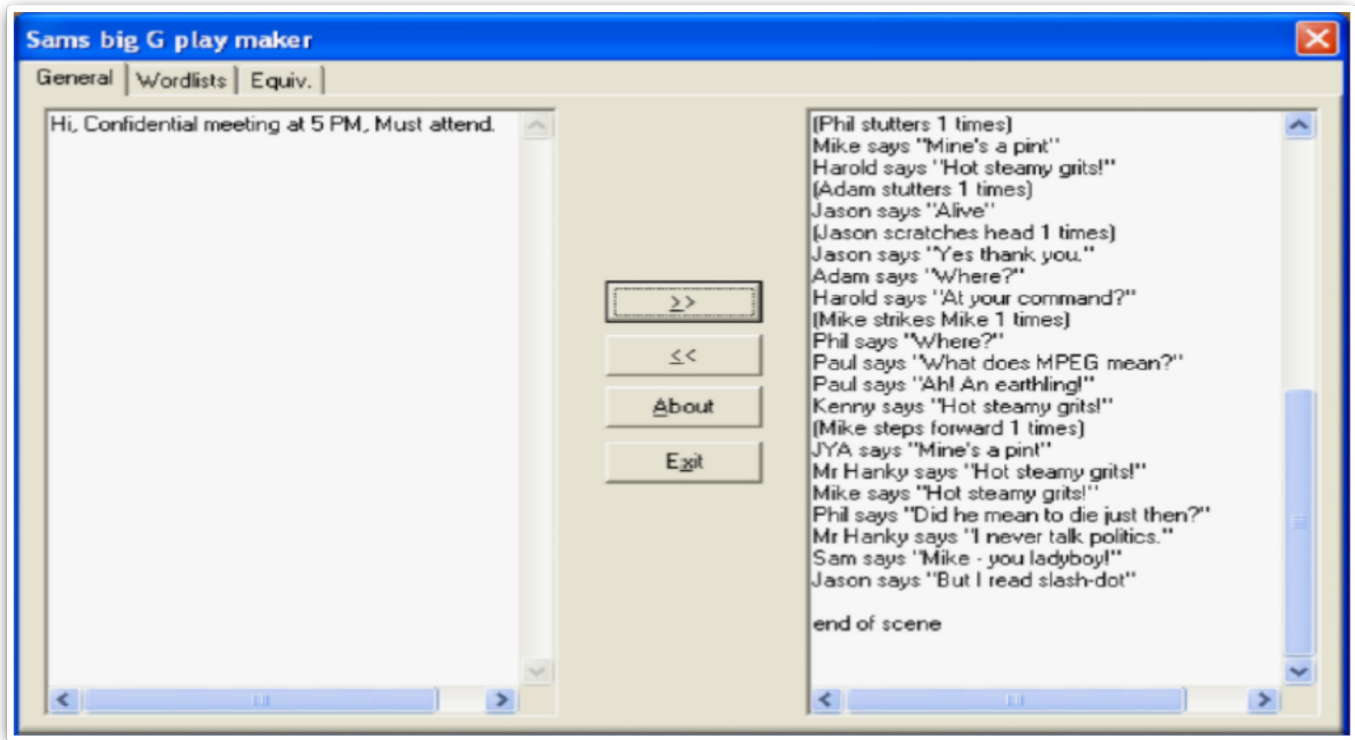 Sams big G play maker
General Wordlists Equiv.
Hi, Confidential meeting at 5 PM, Must attend.
>>
<<
About
Exit
(Phil stutters 1 times)
Mike says "Mine's a pint"
Harold says "Hot steamy grits!"
(Adam stutters 1 times)
Jason says "Alive"
(Jason scratches head 1 times)
Jason says "Yes thank you."
Adam says "Where?"
Harold says "At your command?"
(Mike strikes Mike 1 times)
Phil says "Where?"
Paul says "What does MPEG mean?"
Paul says "Ah! An earthling!"
Kenny says "Hot steamy grits!"
(Mike steps forward 1 times)
JYA says "Mine's a pint"
Mr Hanky says "Hot steamy grits!"
Mike says "Hot steamy grits!"
Phil says "Did he mean to die just then?"
Mr Hanky says "I never talk politics."
Sam says "Mike - you ladyboy!"
Jason says "But I read slash-dot"
end of scene